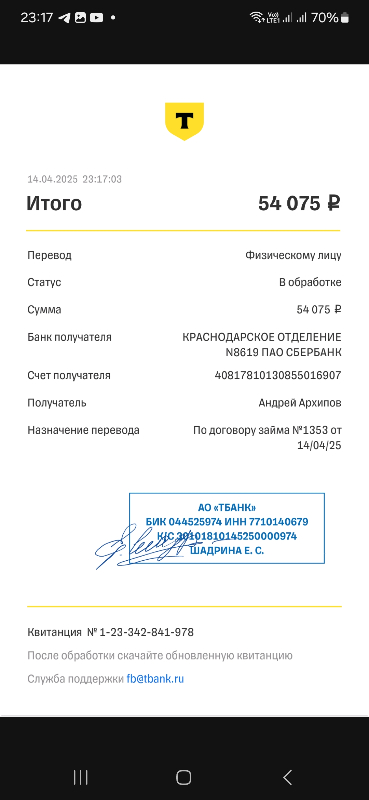 23:17
Vo)) LTE1
70%
T
14.04.2025 23:17:03
Итого 54 075 ₽
Перевод Физическому лицу
Статус В обработке
Сумма 54 075 ₽
Банк получателя КРАСНОДАРСКОЕ ОТДЕЛЕНИЕ
N8619 ПАО СБЕРБАНК
Счет получателя 40817810130855016907
Получатель Андрей Архипов
Назначение перевода По договору займа №1353 от
14/04/25
АО «ТБАНК»
БИК 044525974 ИНН 7710140679
К/С 30101810145250000974
ШАДРИНА Е. С.
Квитанция № 1-23-342-841-978
После обработки скачайте обновленную квитанцию
Служба поддержки fb@tbank.ru